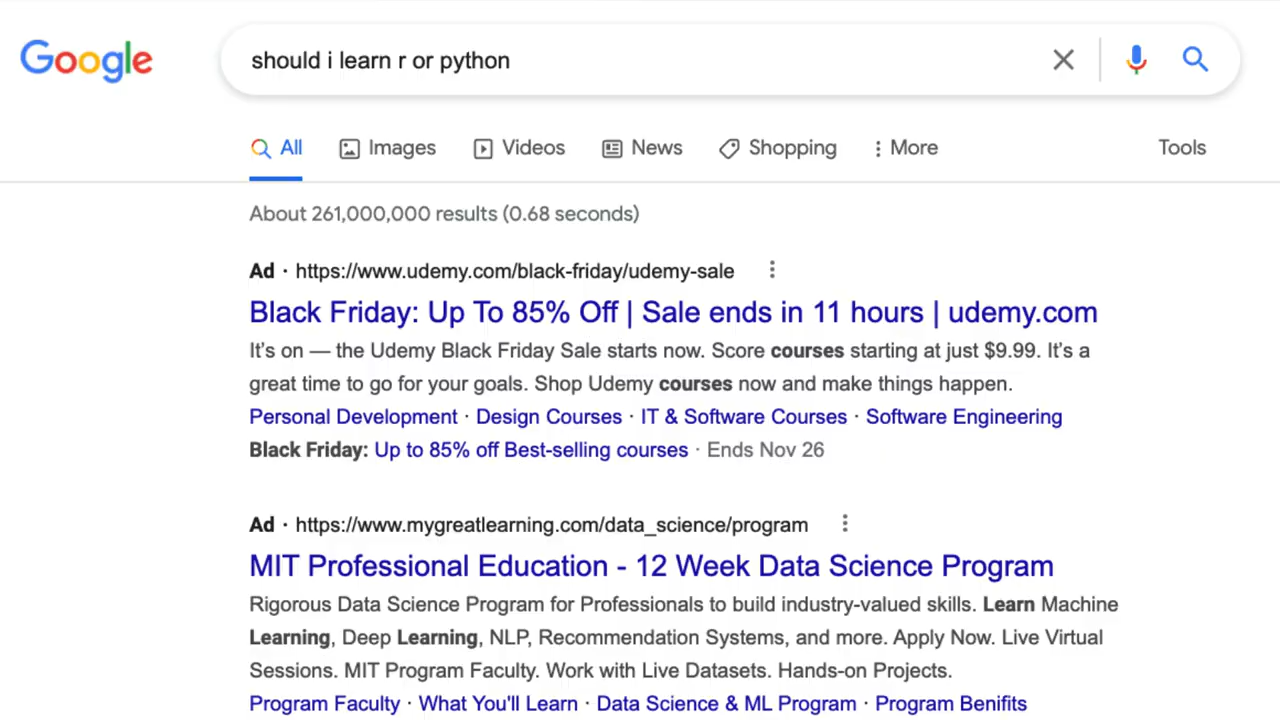 Google
should i learn r or python
All Images Videos News Shopping More Tools
About 261,000,000 results (0.68 seconds)
Ad · https://www.udemy.com/black-friday/udemy-sale
Black Friday: Up To 85% Off | Sale ends in 11 hours | udemy.com
It's on — the Udemy Black Friday Sale starts now. Score courses starting at just $9.99. It's a
great time to go for your goals. Shop Udemy courses now and make things happen.
Personal Development · Design Courses · IT & Software Courses · Software Engineering
Black Friday: Up to 85% off Best-selling courses · Ends Nov 26
Ad · https://www.mygreatlearning.com/data_science/program
MIT Professional Education - 12 Week Data Science Program
Rigorous Data Science Program for Professionals to build industry-valued skills. Learn Machine
Learning, Deep Learning, NLP, Recommendation Systems, and more. Apply Now. Live Virtual
Sessions. MIT Program Faculty. Work with Live Datasets. Hands-on Projects.
Program Faculty · What You'll Learn · Data Science & ML Program · Program Benifits